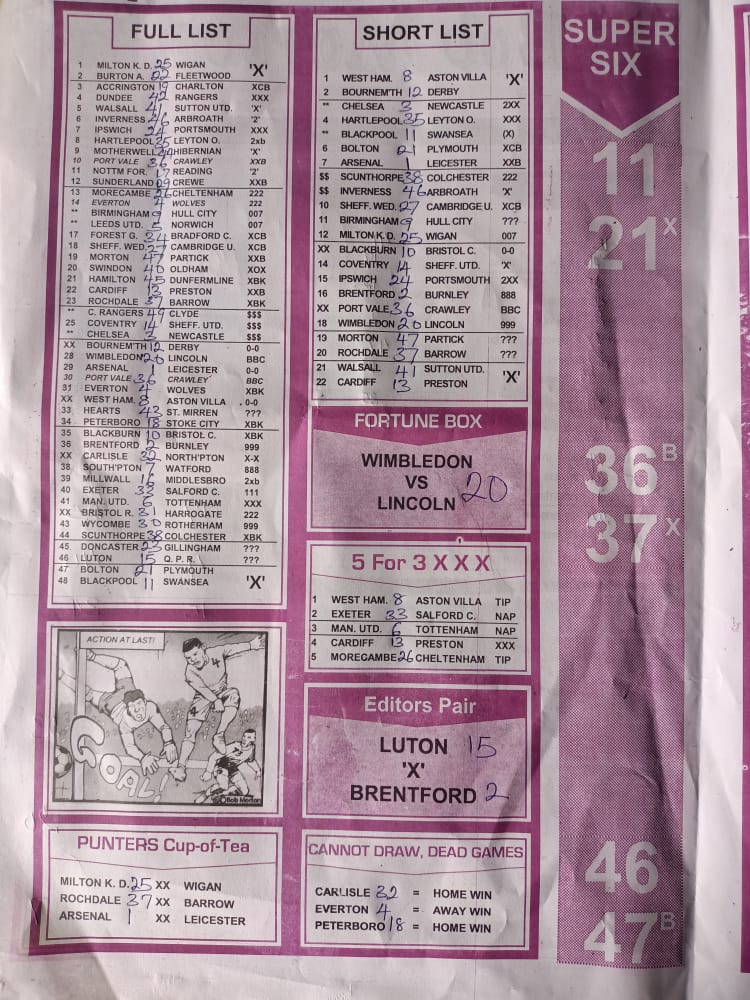 FULL LIST
1 MILTON K. D. 25 WIGAN 'X'
2 BURTON A. 22 FLEETWOOD
3 ACCRINGTON 19 CHARLTON XCB
4 DUNDEE 42 RANGERS XXX
5 WALSALL 41 SUTTON UTD. 'X'
6 INVERNESS 46 ARBROATH '2'
7 IPSWICH 24 PORTSMOUTH XXX
8 HARTLEPOOL 35 LEYTON O. 2xb
9 MOTHERWELL HIBERNIAN 'X'
10 PORT VALE 36 CRAWLEY XXB
11 NOTTM FOR. 17 READING '2'
12 SUNDERLAND 29 CREWE XXB
13 MORECAMBE 26 CHELTENHAM 222
14 EVERTON 4 WOLVES 222
** BIRMINGHAM 9 HULL CITY 007
** LEEDS UTD. 5 NORWICH 007
17 FOREST G. 34 BRADFORD C. XCB
18 SHEFF. WED. 27 CAMBRIDGE U. XCB
19 MORTON 47 PARTICK XXB
20 SWINDON 40 OLDHAM XOX
21 HAMILTON 45 DUNFERMLINE XBK
22 CARDIFF 13 PRESTON XXB
23 ROCHDALE 37 BARROW XBK
** C. RANGERS 49 CLYDE $$$
25 COVENTRY 14 SHEFF. UTD. $$$
** CHELSEA 3 NEWCASTLE $$$
XX BOURNEM'TH 12 DERBY 0-0
28 WIMBLEDON 20 LINCOLN BBC
29 ARSENAL 1 LEICESTER 0-0
30 PORT VALE 36 CRAWLEY BBC
31 EVERTON 4 WOLVES XBK
XX WEST HAM. 8 ASTON VILLA 0-0
33 HEARTS 43 ST. MIRREN ???
34 PETERBORO 18 STOKE CITY XBK
35 BLACKBURN 10 BRISTOL C. XBK
36 BRENTFORD 2 BURNLEY 999
XX CARLISLE 32 NORTH'PTON X-X
38 SOUTH'PTON 7 WATFORD 888
39 MILLWALL 16 MIDDLESBRO 2xb
40 EXETER 33 SALFORD C. 111
41 MAN. UTD. 6 TOTTENHAM XXX
XX BRISTOL R. 31 HARROGATE 222
43 WYCOMBE 30 ROTHERHAM 999
44 SCUNTHORPE 38 COLCHESTER XBK
45 DONCASTER 23 GILLINGHAM ???
46 LUTON 15 Q. P. R. ???
47 BOLTON 21 PLYMOUTH
48 BLACKPOOL 11 SWANSEA 'X'
ACTION AT LAST!
GOAL!
Bob Morton
PUNTERS Cup-of-Tea
MILTON K. D. 25 XX WIGAN
ROCHDALE 37 XX BARROW
ARSENAL 1 XX LEICESTER
SHORT LIST
1 WEST HAM. 8 ASTON VILLA 'X'
2 BOURNEM'TH 12 DERBY
** CHELSEA 3 NEWCASTLE 2XX
4 HARTLEPOOL 35 LEYTON O. XXX
** BLACKPOOL 11 SWANSEA (X)
6 BOLTON 21 PLYMOUTH XCB
7 ARSENAL 1 LEICESTER XXB
$$ SCUNTHORPE 38 COLCHESTER 222
$$ INVERNESS 46 ARBROATH 'X'
10 SHEFF. WED. 27 CAMBRIDGE U. XCB
11 BIRMINGHAM 9 HULL CITY ???
12 MILTON K. D. 25 WIGAN 007
XX BLACKBURN 10 BRISTOL C. 0-0
14 COVENTRY 14 SHEFF. UTD. 'X'
15 IPSWICH 24 PORTSMOUTH 2XX
16 BRENTFORD 2 BURNLEY 888
XX PORT VALE 36 CRAWLEY BBC
18 WIMBLEDON 20 LINCOLN 999
19 MORTON 47 PARTICK ???
20 ROCHDALE 37 BARROW ???
21 WALSALL 41 SUTTON UTD. 'X'
22 CARDIFF 13 PRESTON
FORTUNE BOX
WIMBLEDON
VS 20
LINCOLN
5 For 3 X X X
1 WEST HAM. 8 ASTON VILLA TIP
2 EXETER 33 SALFORD C. NAP
3 MAN. UTD. 6 TOTTENHAM NAP
4 CARDIFF 13 PRESTON XXX
5 MOREGAMBE 26 CHELTENHAM TIP
Editors Pair
LUTON 15
'X'
BRENTFORD 2
CANNOT DRAW, DEAD GAMES
CARLISLE 32 = HOME WIN
EVERTON 4 = AWAY WIN
PETERBORO 18 = HOME WIN
SUPER
SIX
11
21X
36B
37X
46
47B